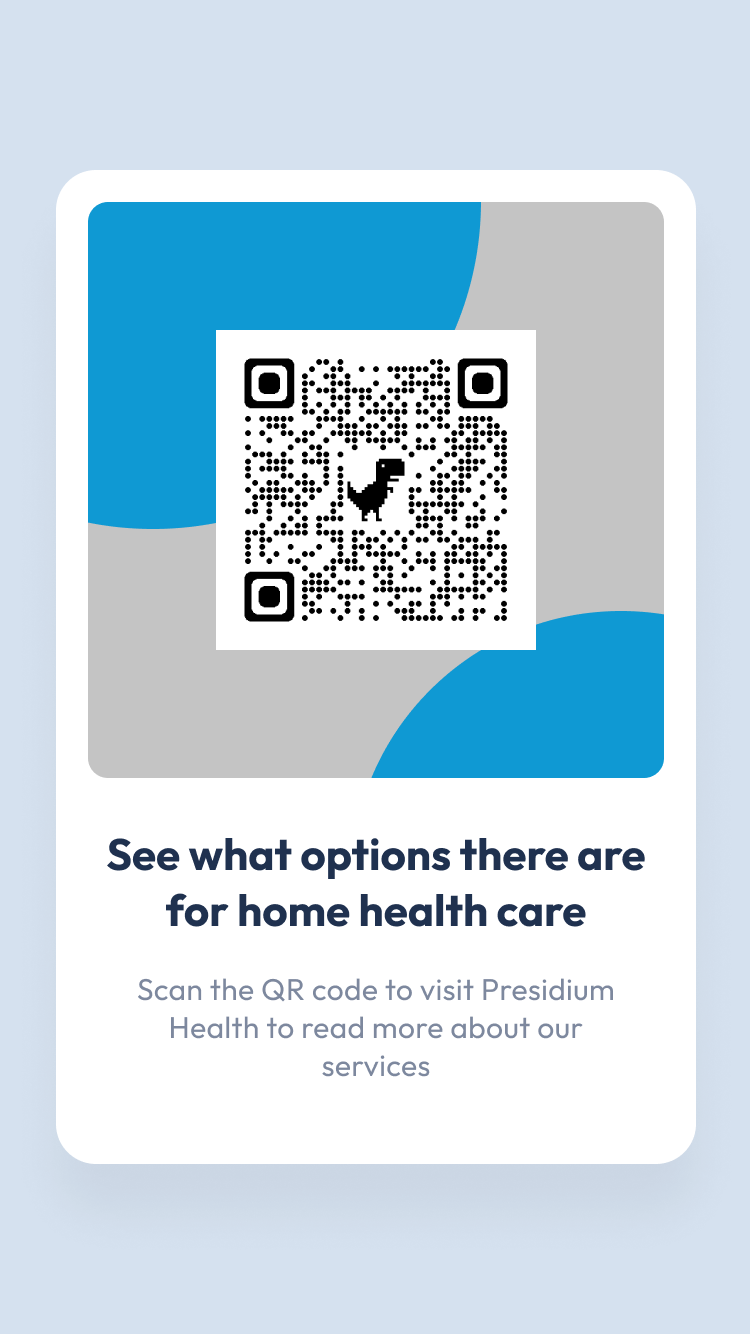 See what options there are
for home health care
Scan the QR code to visit Presidium
Health to read more about our
services